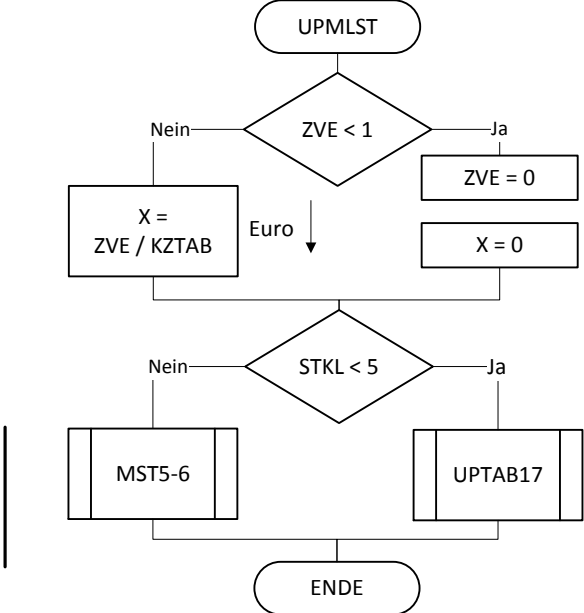 UPMLST
ZVE < 1
Nein
Ja
ZVE = 0
X =
ZVE / KZTAB
Euro
X = 0
STKL < 5
Nein
Ja
MST5-6
UPTAB17
ENDE